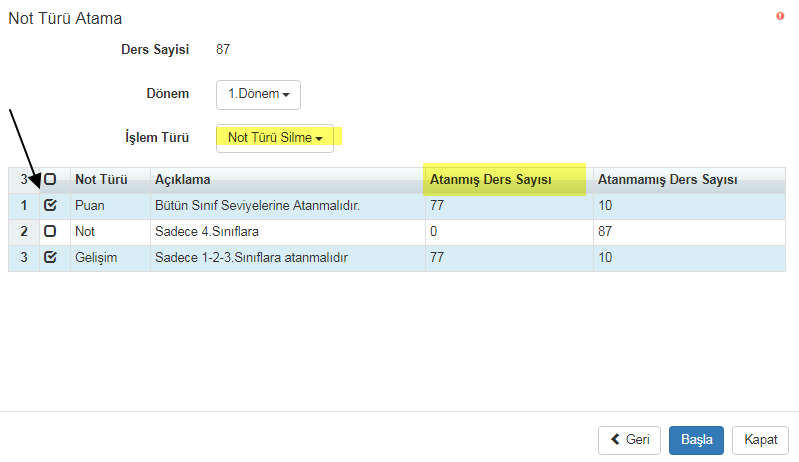 Not Türü Atama
Ders Sayisi 87
Dönem 1.Dönem
İşlem Türü Not Türü Silme
3 Not Türü Açıklama Atanmış Ders Sayısı Atanmamış Ders Sayısı
1 Puan Bütün Sınıf Seviyelerine Atanmalıdır. 77 10
2 Not Sadece 4.Sınıflara 0 87
3 Gelişim Sadece 1-2-3.Sınıflara atanmalıdır 77 10
Geri Başla Kapat